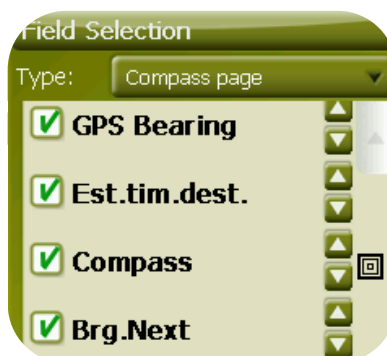 Field Selection
Type: Compass page
GPS Bearing
Est.tim.dest.
Compass
Brg.Next